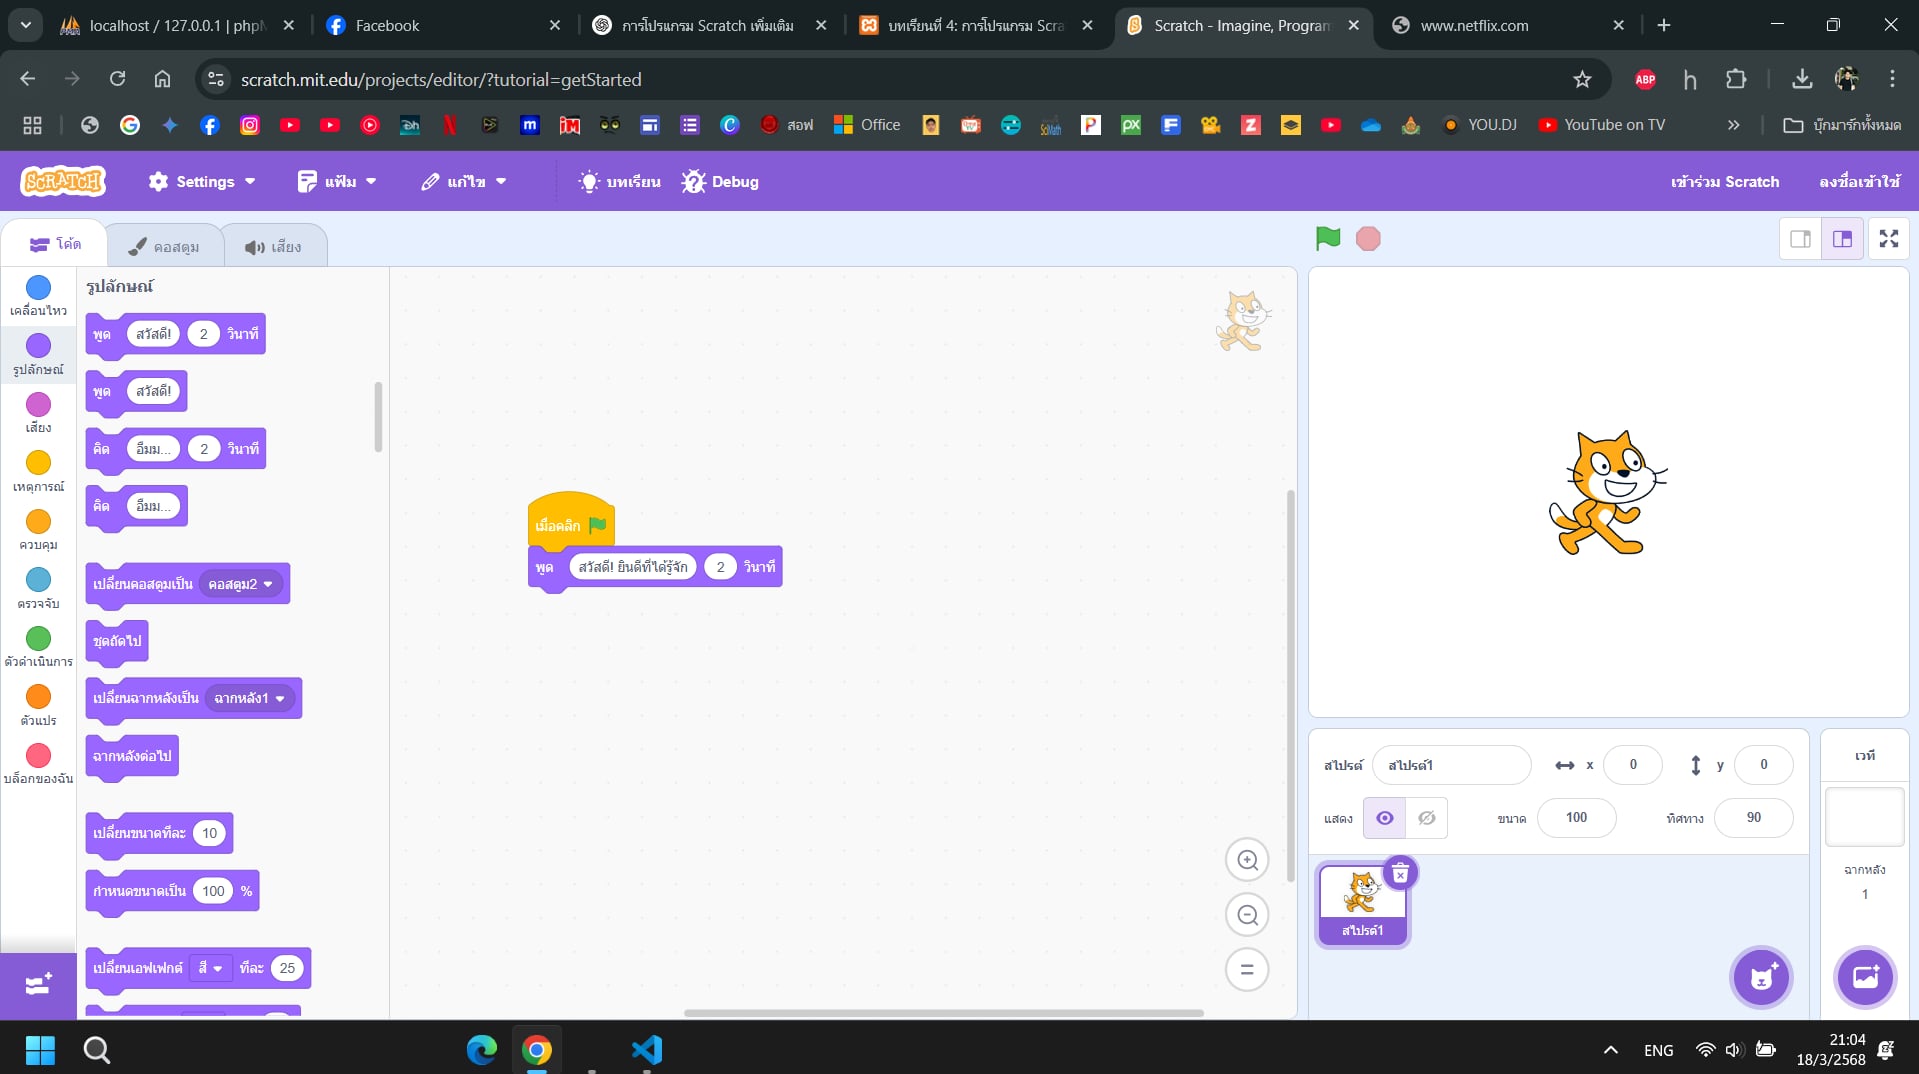 localhost / 127.0.0.1 | phpM
Facebook
การโปรแกรม Scratch เพิ่มเติม
บทเรียนที่ 4: การโปรแกรม Scra
Scratch - Imagine, Program
www.netflix.com
scratch.mit.edu/projects/editor/?tutorial=getStarted
ABP
h
สอฟ
Office
YOU.DJ
YouTube on TV
บุ๊กมาร์กทั้งหมด
SCRATCH
Settings
แฟ้ม
แก้ไข
บทเรียน
Debug
เข้าร่วม Scratch
ลงชื่อเข้าใช้
โค้ด
คอสตูม
เสียง
เคลื่อนไหว
รูปลักษณ์
เสียง
เหตุการณ์
ควบคุม
ตรวจจับ
ตัวดำเนินการ
ตัวแปร
บล็อกของฉัน
รูปลักษณ์
พูด สวัสดี! 2 วินาที
พูด สวัสดี!
คิด อืมม... 2 วินาที
คิด อืมม...
เปลี่ยนคอสตูมเป็น คอสตูม2
ชุดถัดไป
เปลี่ยนฉากหลังเป็น ฉากหลัง1
ฉากหลังต่อไป
เปลี่ยนขนาดทีละ 10
กำหนดขนาดเป็น 100 %
เปลี่ยนเอฟเฟกต์ สี ทีละ 25
เมื่อคลิก
พูด สวัสดี! ยินดีที่ได้รู้จัก 2 วินาที
สไปรต์ สไปรต์1 x 0 y 0
แสดง ขนาด 100 ทิศทาง 90
สไปรต์1
เวที
ฉากหลัง
1
ENG
21:04
18/3/2568